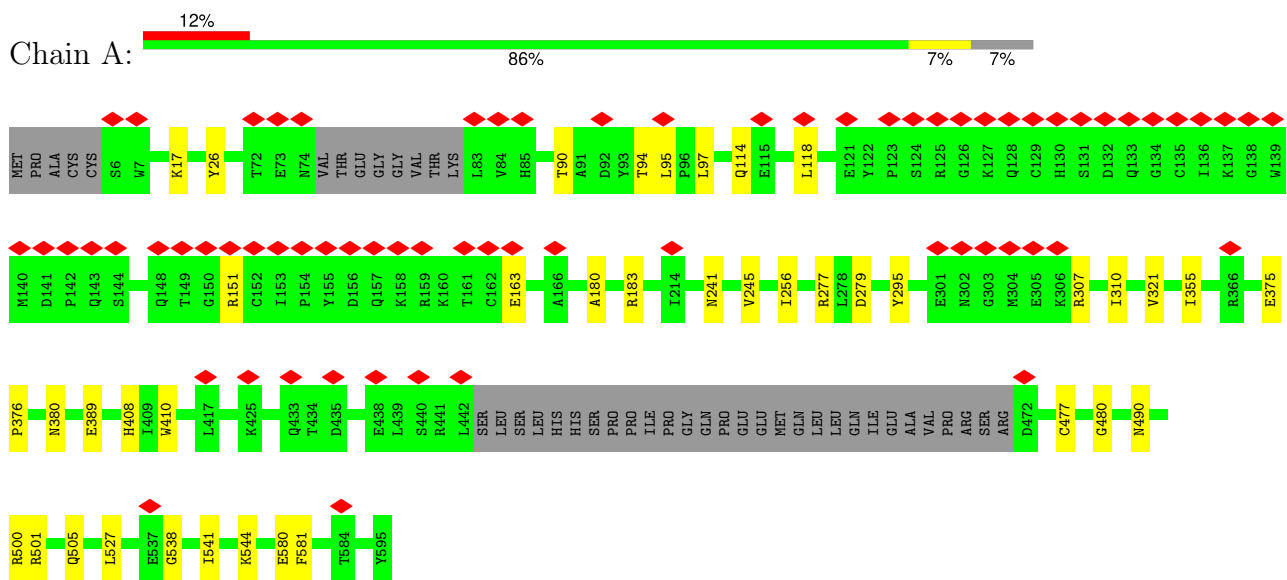 12%
Chain A:
86% 7% 7%
MET PRO ALA CYS CYS S6 W7 K17 Y26 T72 E73 N74 VAL THR GLU GLY GLY VAL THR LYS L83 V84 H85 T90 A91 D92 Y93 T94 L95 P96 L97 Q114 E115 L118 E121 Y122 P123 S124 R125 G126 K127 Q128 C129 H130 S131 D132 Q133 G134 C135 I136 K137 G138 W139
M140 D141 P142 Q143 S144 Q148 T149 G150 R151 C152 I153 P154 Y155 D156 Q157 K158 R159 K160 T161 C162 E163 A166 A180 R183 I214 N241 V245 I256 R277 L278 D279 Y295 E301 N302 G303 M304 E305 K306 R307 I310 V321 I355 R366 E375
P376 N380 E389 H408 I409 W410 L417 K425 Q433 T434 D435 E438 L439 S440 R441 L442 SER LEU SER LEU HIS HIS SER PRO PRO ILE PRO GLY GLN PRO GLU GLU MET GLN LEU LEU GLN ILE GLU ALA VAL PRO ARG SER ARG D472 C477 G480 N490
R500 R501 Q505 L527 E537 G538 I541 K544 E580 F581 T584 Y595